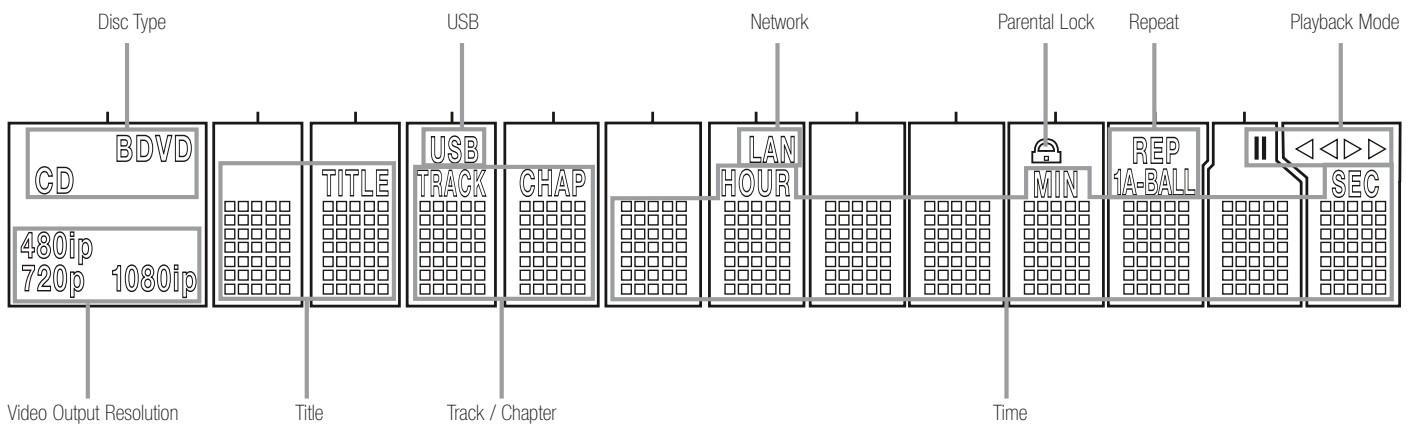 Disc Type USB Network Parental Lock Repeat Playback Mode
BDVD USB LAN REP
CD TITLE TRACK CHAP HOUR MIN 1A-BALL SEC
480ip
720p 1080ip
Video Output Resolution Title Track / Chapter Time